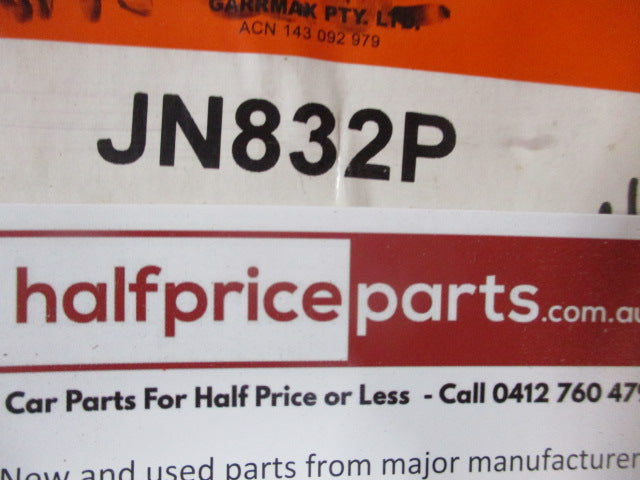 GARRMAX PTY. LTD.
ACN 143 092 979
JN832P
halfpriceparts.com.au
Car Parts For Half Price or Less - Call 0412 760 479
New and used parts from major manufacturer